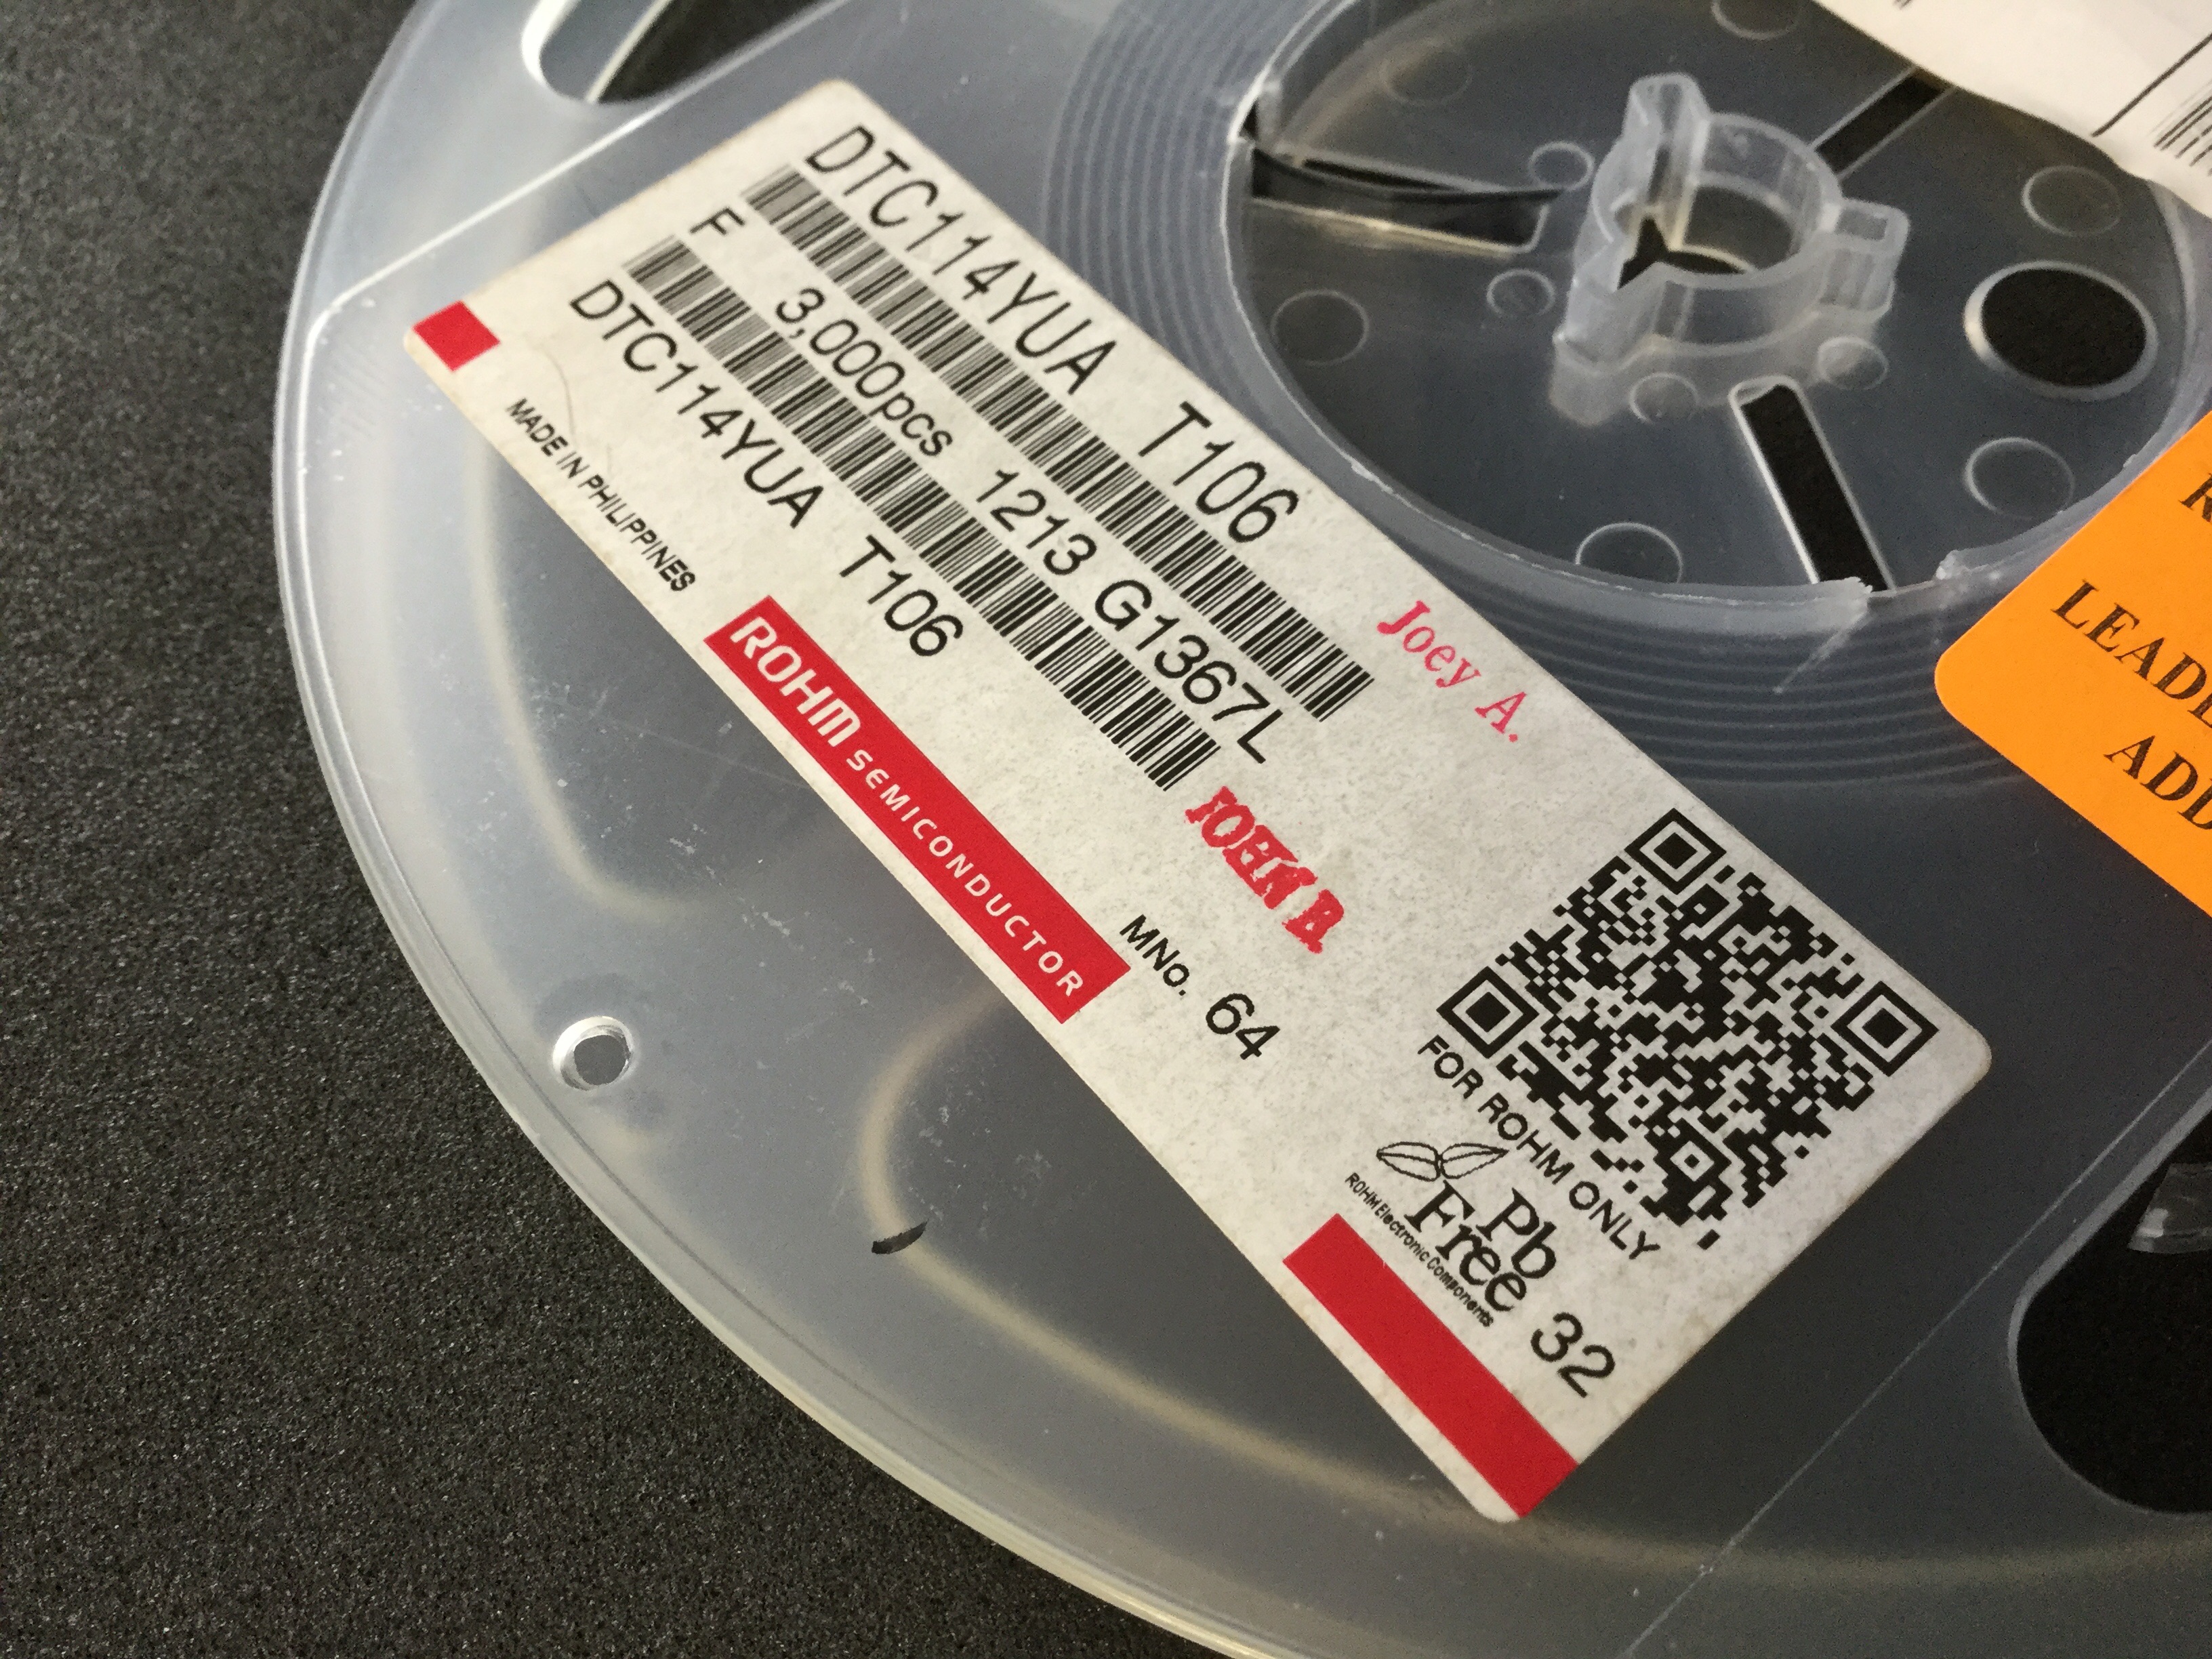 DTC114YUA T106
F 3,000pcs 1213 G1367L
DTC114YUA T106
MADE IN PHILIPPINES
ROHM SEMICONDUCTOR
Joey A.
MNo. 64
FOR ROHM ONLY
Pb
Free
ROHM Electronic Components
32
LEAD
ADD